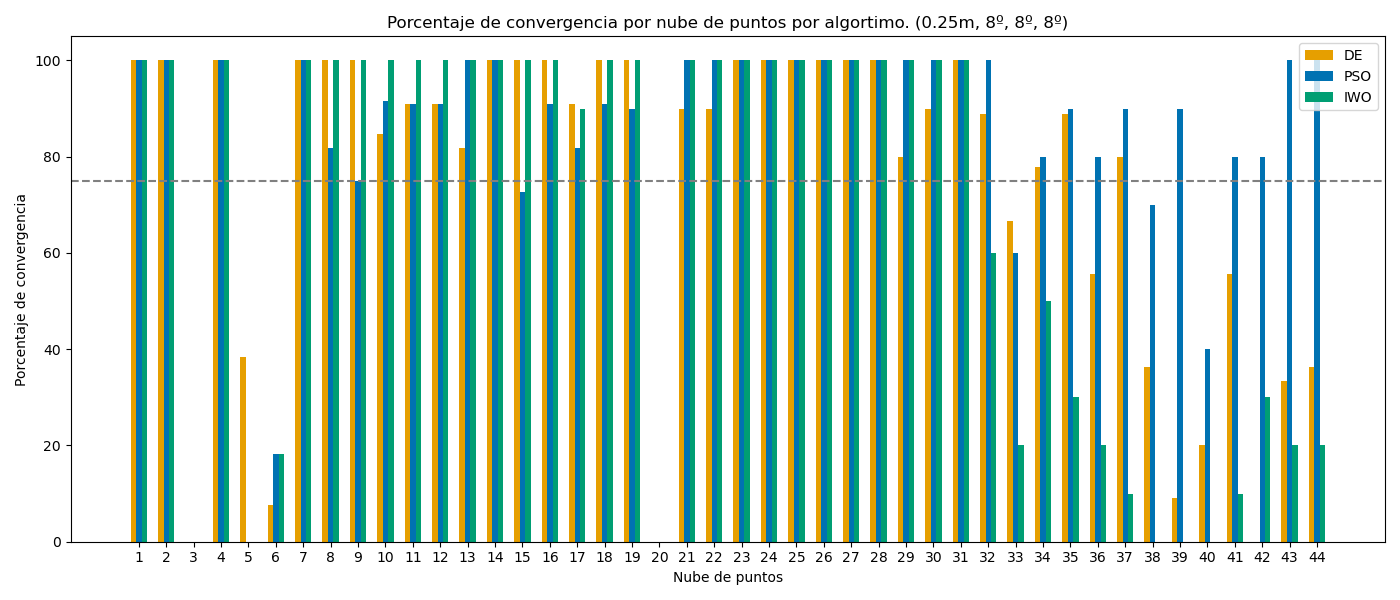 Porcentaje de convergencia por nube de puntos por algortimo. (0.25m, 8º, 8º, 8º)
DE
PSO
IWO
Porcentaje de convergencia
100
80
60
40
20
0
1 2 3 4 5 6 7 8 9 10 11 12 13 14 15 16 17 18 19 20 21 22 23 24 25 26 27 28 29 30 31 32 33 34 35 36 37 38 39 40 41 42 43 44
Nube de puntos